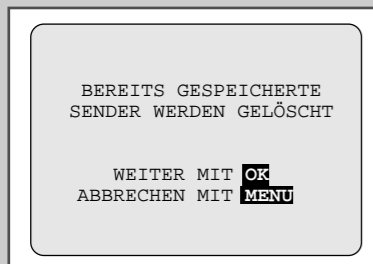 BEREITS GESPEICHERTE
SENDER WERDEN GELÖSCHT
WEITER MIT OK
ABBRECHEN MIT MENU